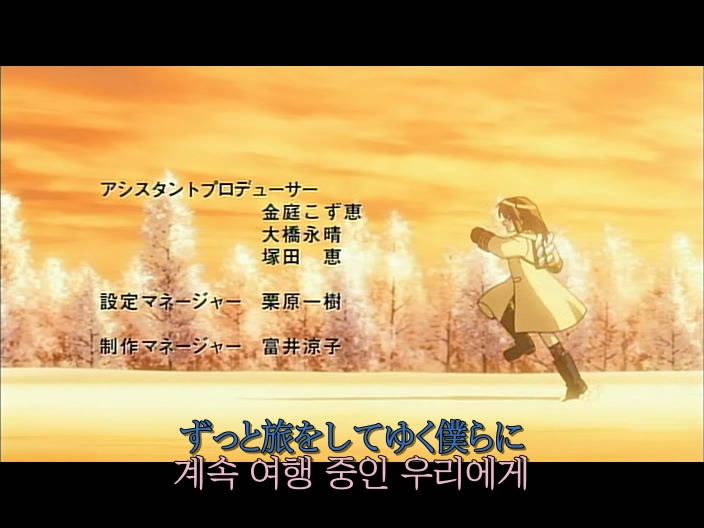 アシスタントプロデューサー
金庭こず恵
大橋永晴
塚田　恵
設定マネージャー　栗原一樹
制作マネージャー　富井涼子
ずっと旅をしてゆく僕らに
계속 여행 중인 우리에게